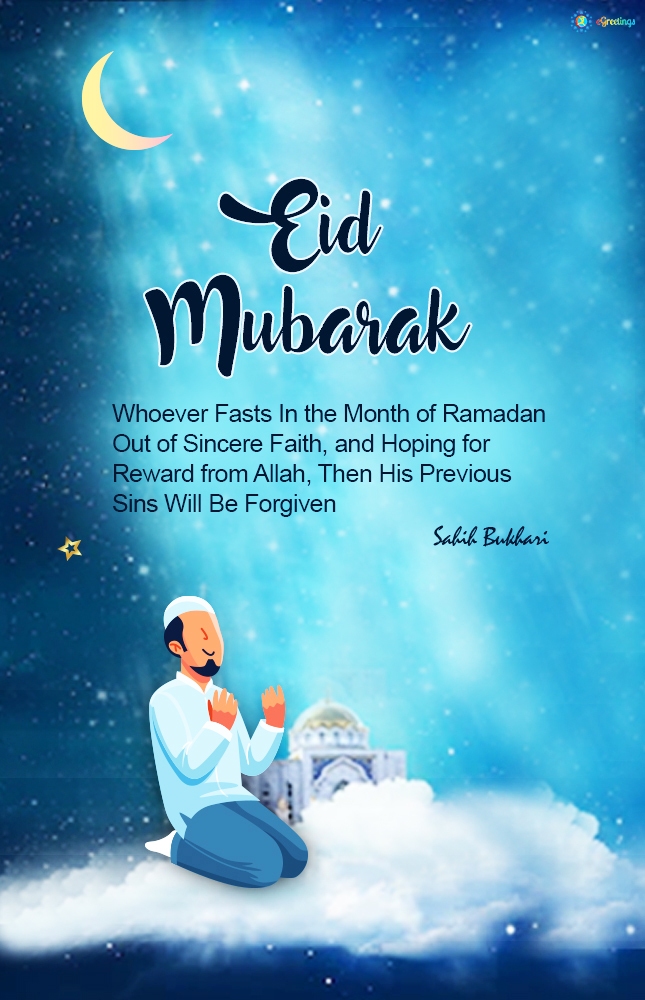 eGreetings
Eid
Mubarak
Whoever Fasts In the Month of Ramadan
Out of Sincere Faith, and Hoping for
Reward from Allah, Then His Previous
Sins Will Be Forgiven
Sahih Bukhari